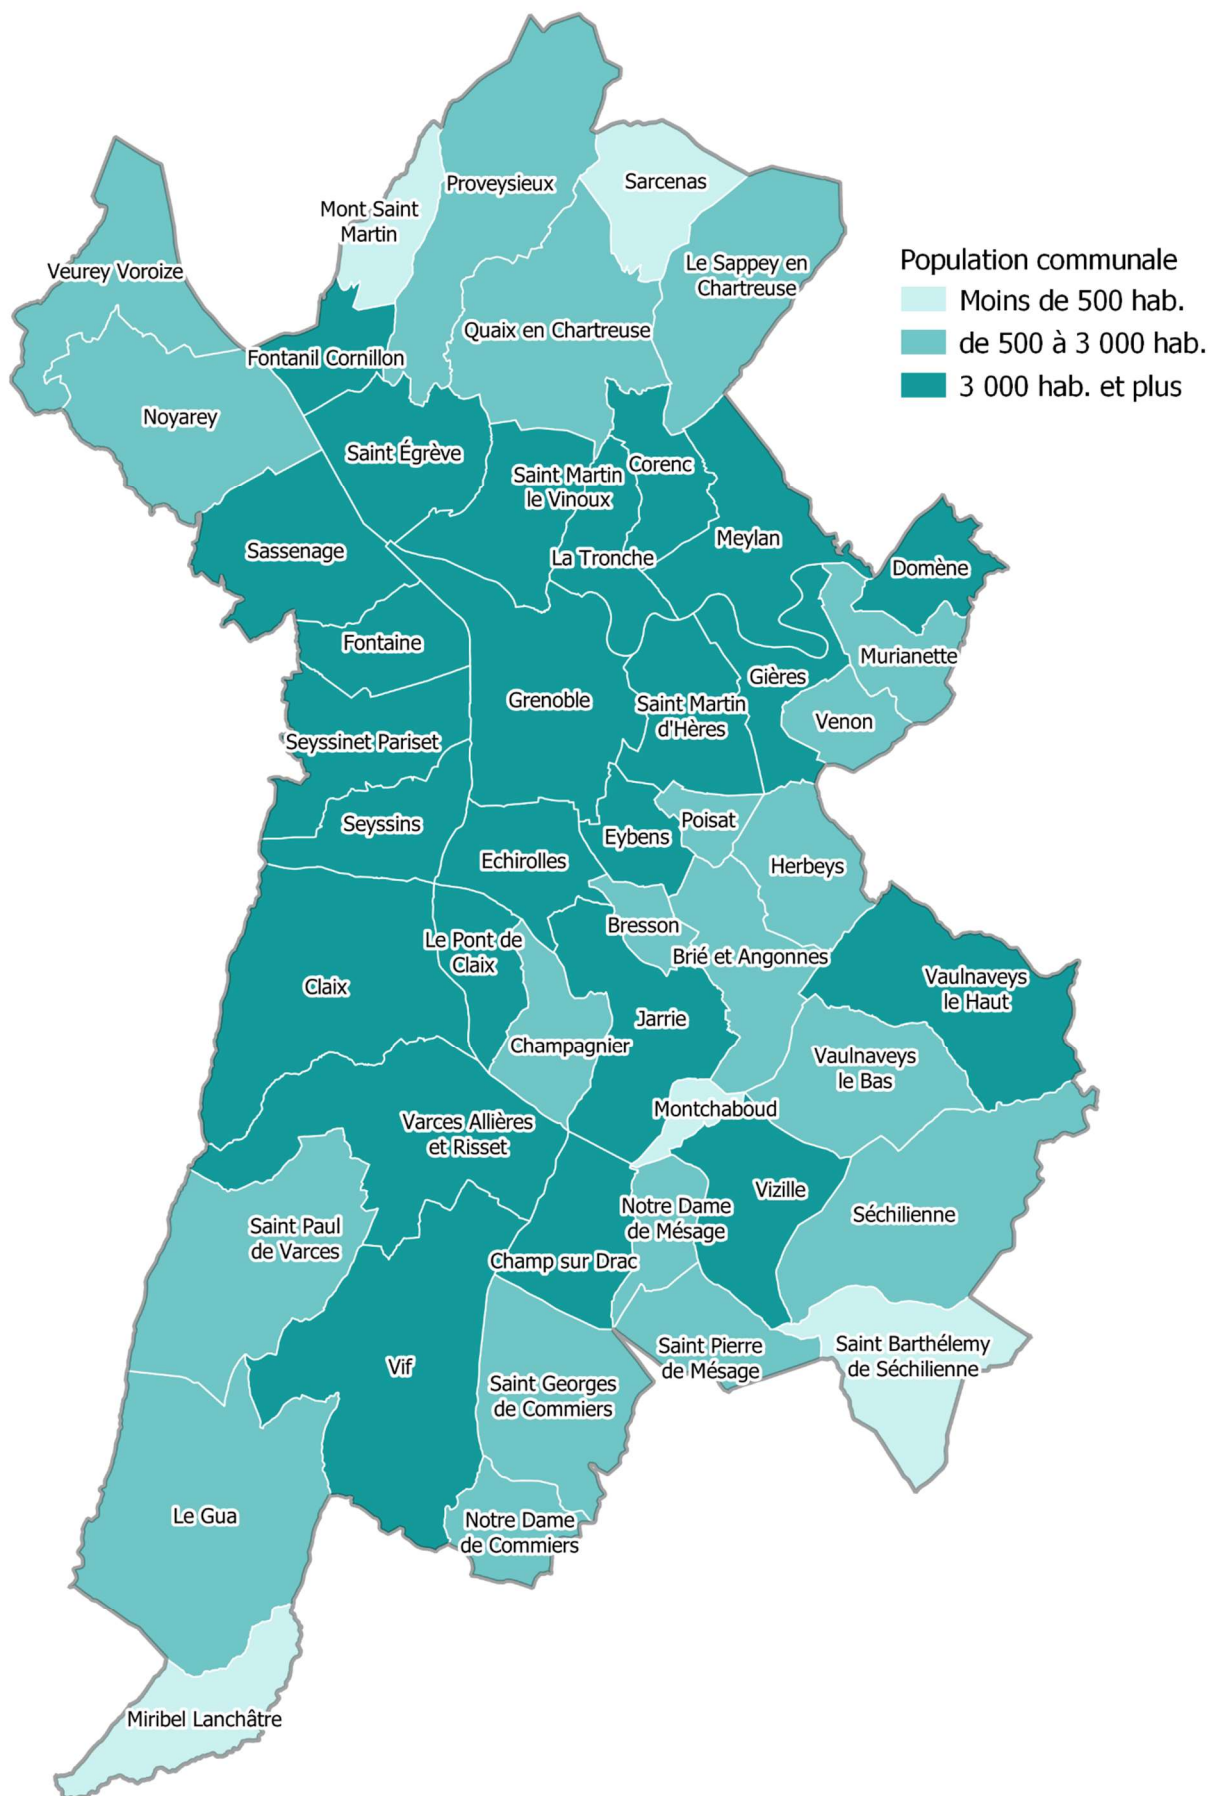 Proveysieux
Sarcenas
Mont Saint
Martin
Veurey Voroize
Le Sappey en
Chartreuse
Population communale
Moins de 500 hab.
de 500 à 3 000 hab.
3 000 hab. et plus
Quaix en Chartreuse
Fontanil Cornillon
Noyarey
Saint Égrève
Corenc
Saint Martin
le Vinoux
Meylan
Sassenage
La Tronche
Domène
Fontaine
Murianette
Gières
Grenoble
Saint Martin
d'Hères
Venon
Seyssinet Pariset
Seyssins
Poisat
Eybens
Echirolles
Herbeys
Bresson
Le Pont de
Claix
Brié et Angonnes
Claix
Vaulnaveys
le Haut
Jarrie
Champagnier
Vaulnaveys
le Bas
Montchaboud
Varces Allières
et Risset
Vizille
Notre Dame
de Mésage
Séchilienne
Saint Paul
de Varces
Champ sur Drac
Saint Pierre
de Mésage
Saint Barthélemy
de Séchilienne
Vif
Saint Georges
de Commiers
Le Gua
Notre Dame
de Commiers
Miribel Lanchâtre